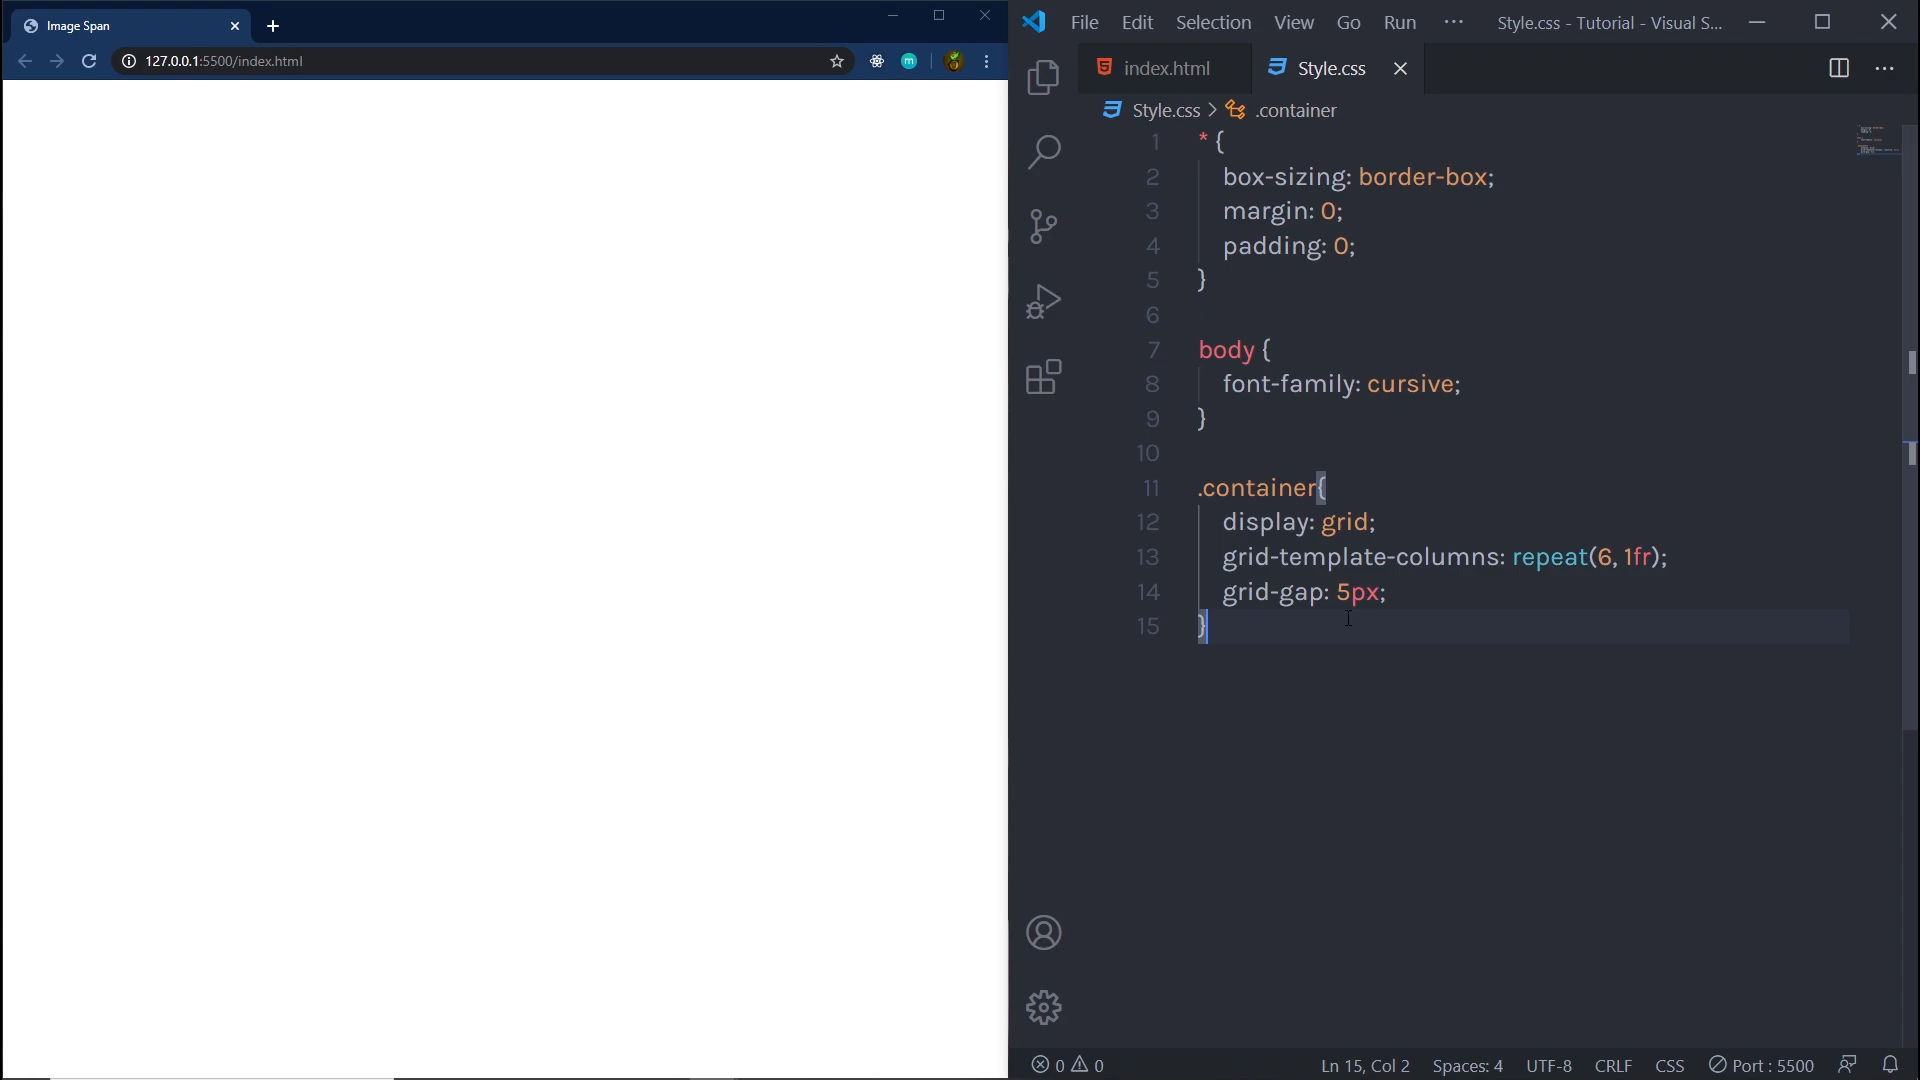 Image Span
127.0.0.1:5500/index.html
m
File Edit Selection View Go Run ··· Style.css - Tutorial - Visual S...
index.html Style.css
Style.css > .container
1 * {
2 box-sizing: border-box;
3 margin: 0;
4 padding: 0;
5 }
6
7 body {
8 font-family: cursive;
9 }
10
11 .container{
12 display: grid;
13 grid-template-columns: repeat(6, 1fr);
14 grid-gap: 5px;
15 }
0 0 Ln 15, Col 2 Spaces: 4 UTF-8 CRLF CSS Port : 5500